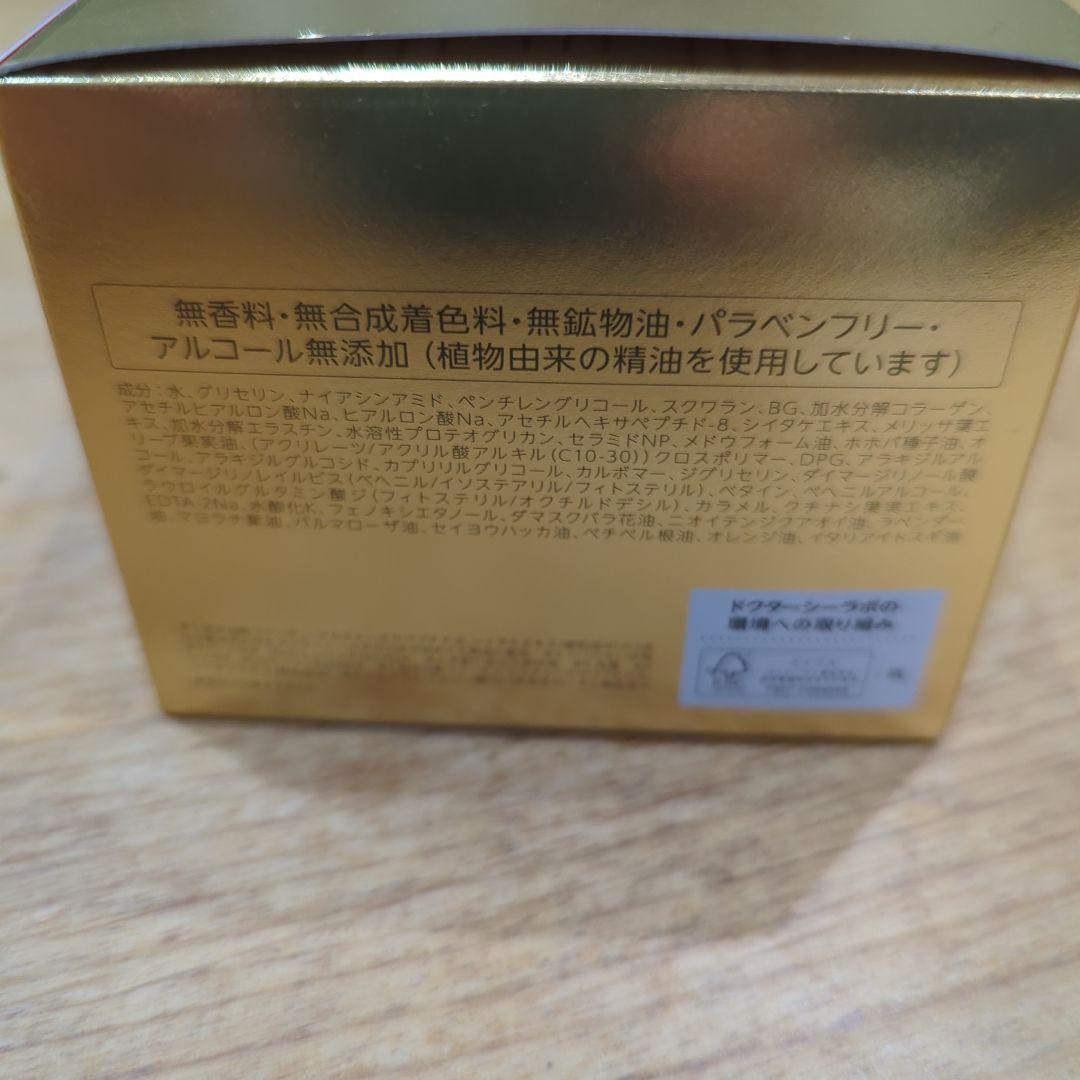 無香料・無合成着色料・無鉱物油・パラベンフリー・
アルコール無添加（植物由来の精油を使用しています）
成分：水、グリセリン、ナイアシンアミド、ペンチレングリコール、スクワラン、BG、加水分解コラーゲン、
アセチルヒアルロン酸Na、ヒアルロン酸Na、アセチルヘキサペプチド-8、シイタケエキス、メリッサ葉エ
キス、加水分解エラスチン、水溶性プロテオグリカン、セラミドNP、メドウフォーム油、ホホバ種子油、オ
リーブ果実油、(アクリレーツ/アクリル酸アルキル(C10-30))クロスポリマー、DPG、アラキジルアル
コール、アラキジルグルコシド、カプリリルグリコール、カルボマー、ジグリセリン、ダイマージリノール酸
ダイマージリノレイルビス(ベヘニル/イソステアリル/フィトステリル)、ベタイン、ベヘニルアルコール、
ラウロイルグルタミン酸ジ(フィトステリル/オクチルドデシル)、カラメル、クチナシ果実エキス、
EDTA-2Na、水酸化K、フェノキシエタノール、ダマスクバラ花油、ニオイテンジクアオイ油、ラベンダー
油、マヨラナ葉油、パルマローザ油、セイヨウハッカ油、ベチベル根油、オレンジ油、イタリアイトスギ油
ドクターシーラボの
環境への取り組み